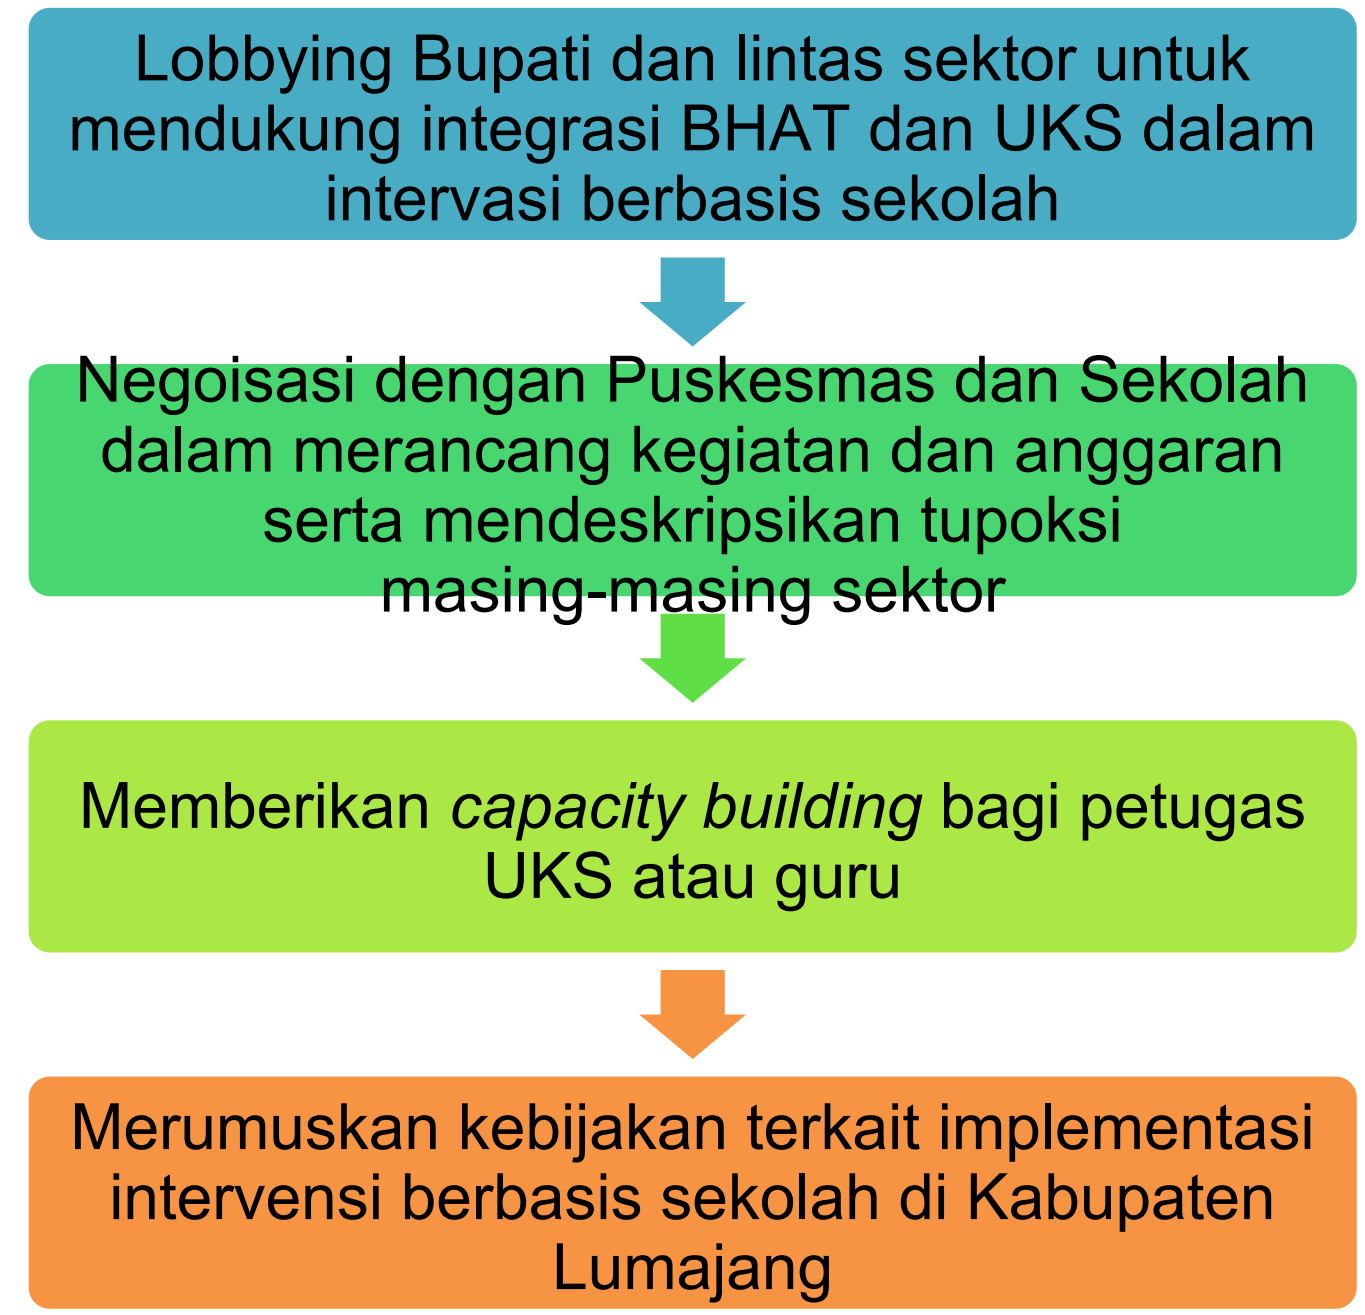 Lobbying Bupati dan lintas sektor untuk
mendukung integrasi BHAT dan UKS dalam
intervasi berbasis sekolah
Negoisasi dengan Puskesmas dan Sekolah
dalam merancang kegiatan dan anggaran
serta mendeskripsikan tupoksi
masing-masing sektor
Memberikan capacity building bagi petugas
UKS atau guru
Merumuskan kebijakan terkait implementasi
intervensi berbasis sekolah di Kabupaten
Lumajang